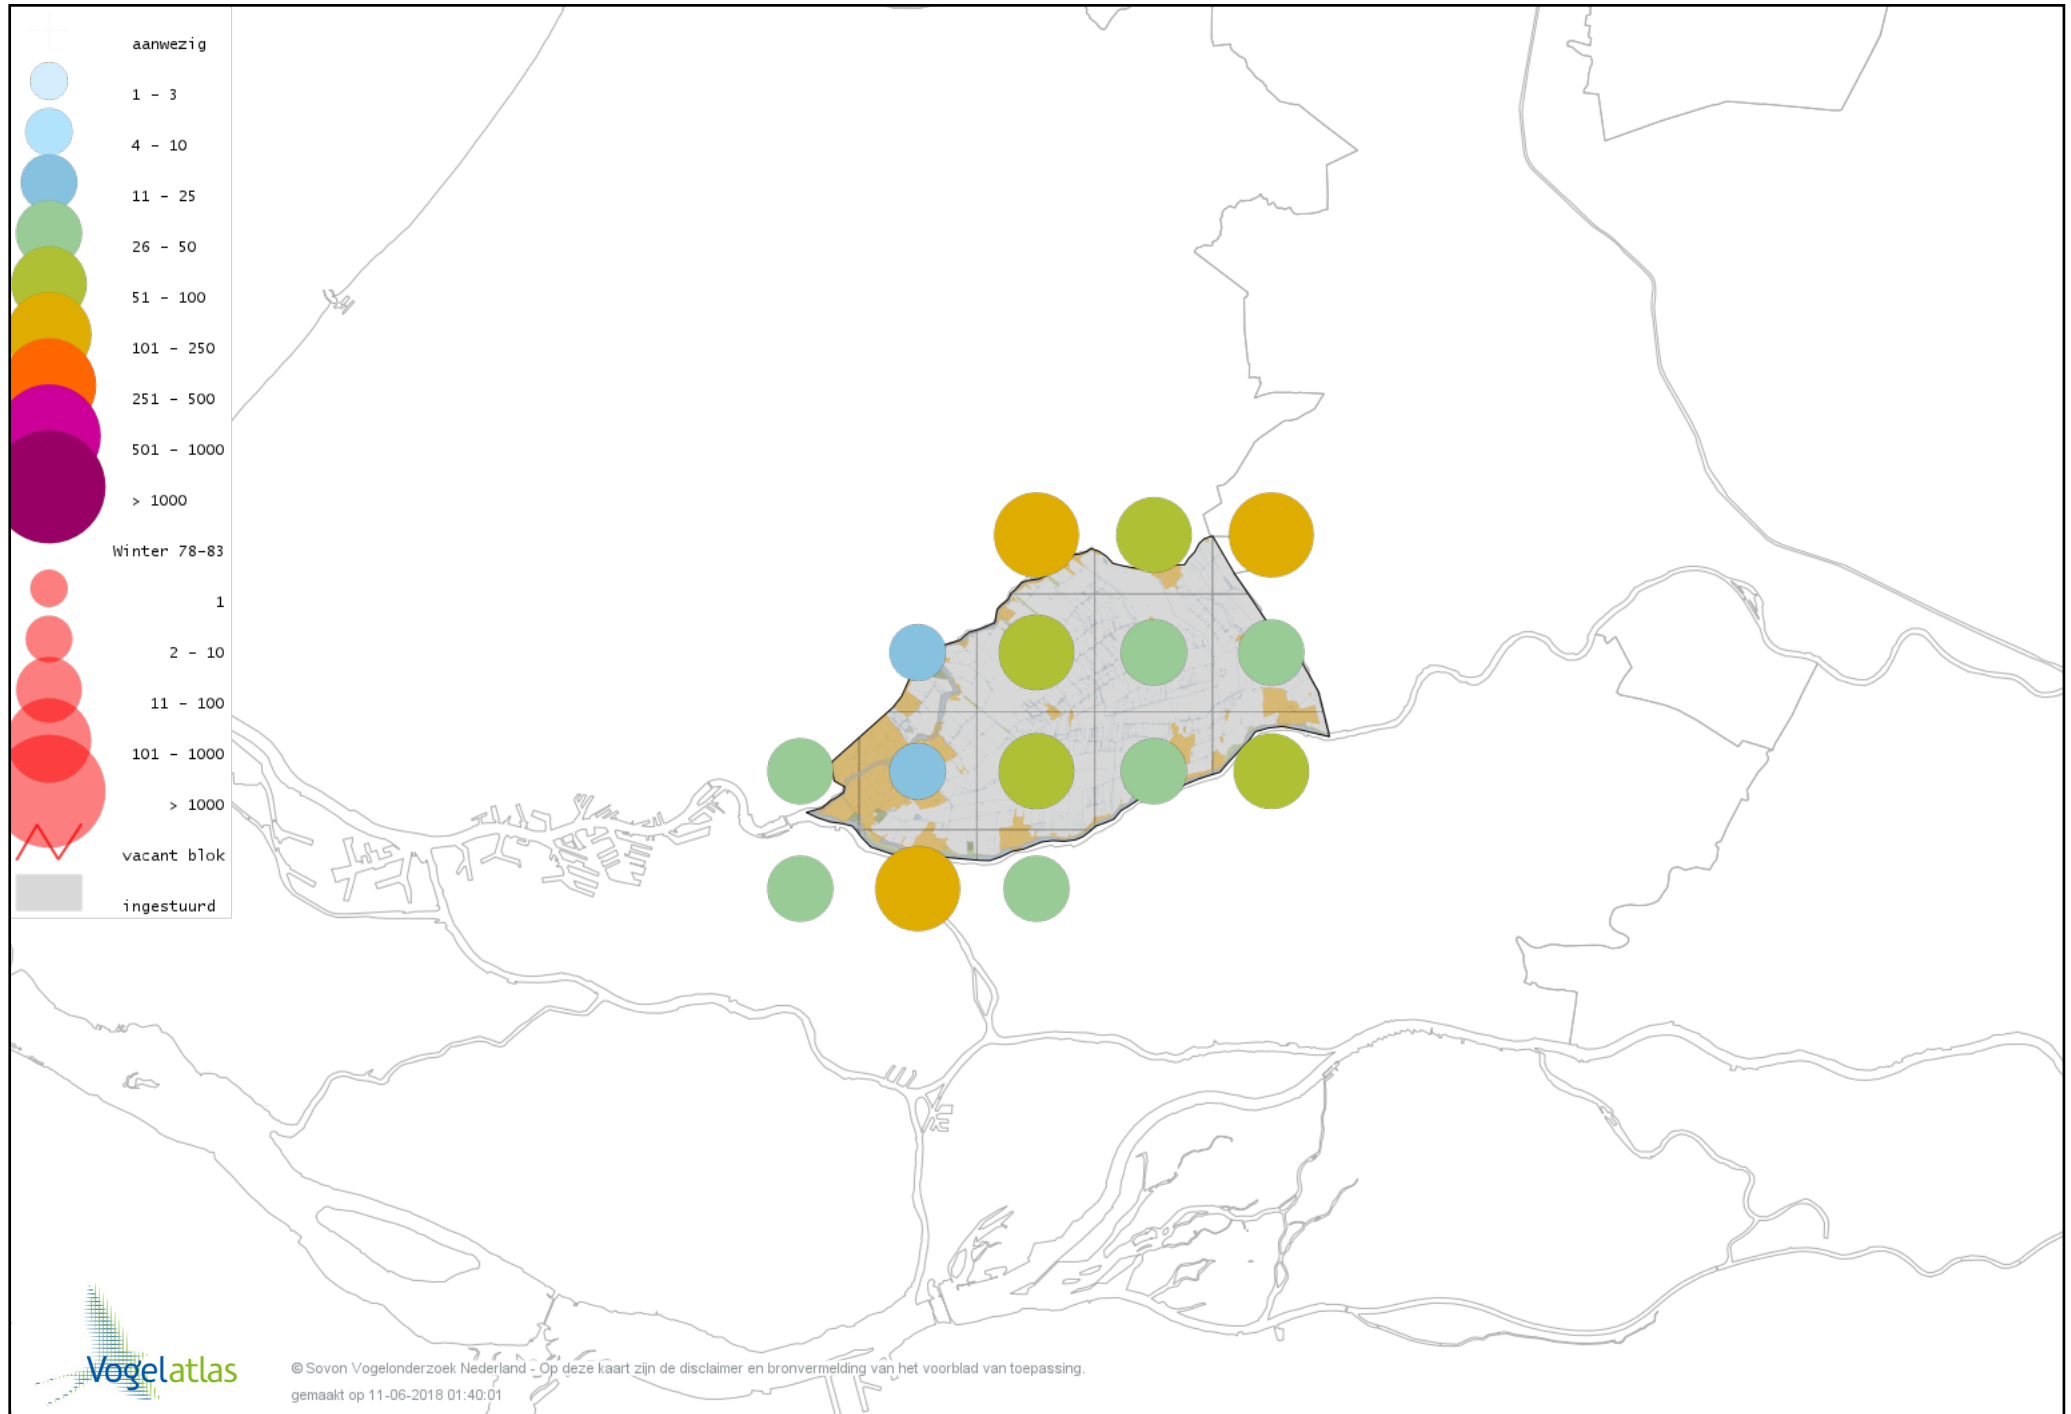 aanwezig
1 - 3
4 - 10
11 - 25
26 - 50
51 - 100
101 - 250
251 - 500
501 - 1000
> 1000
Winter 78-83
1
2 - 10
11 - 100
101 - 1000
> 1000
vacant blok
ingestuurd
Vogelatlas
© Sovon Vogelonderzoek Nederland - Op deze kaart zijn de disclaimer en bronvermelding van het voorblad van toepassing.
gemaakt op 11-06-2018 01:40:01